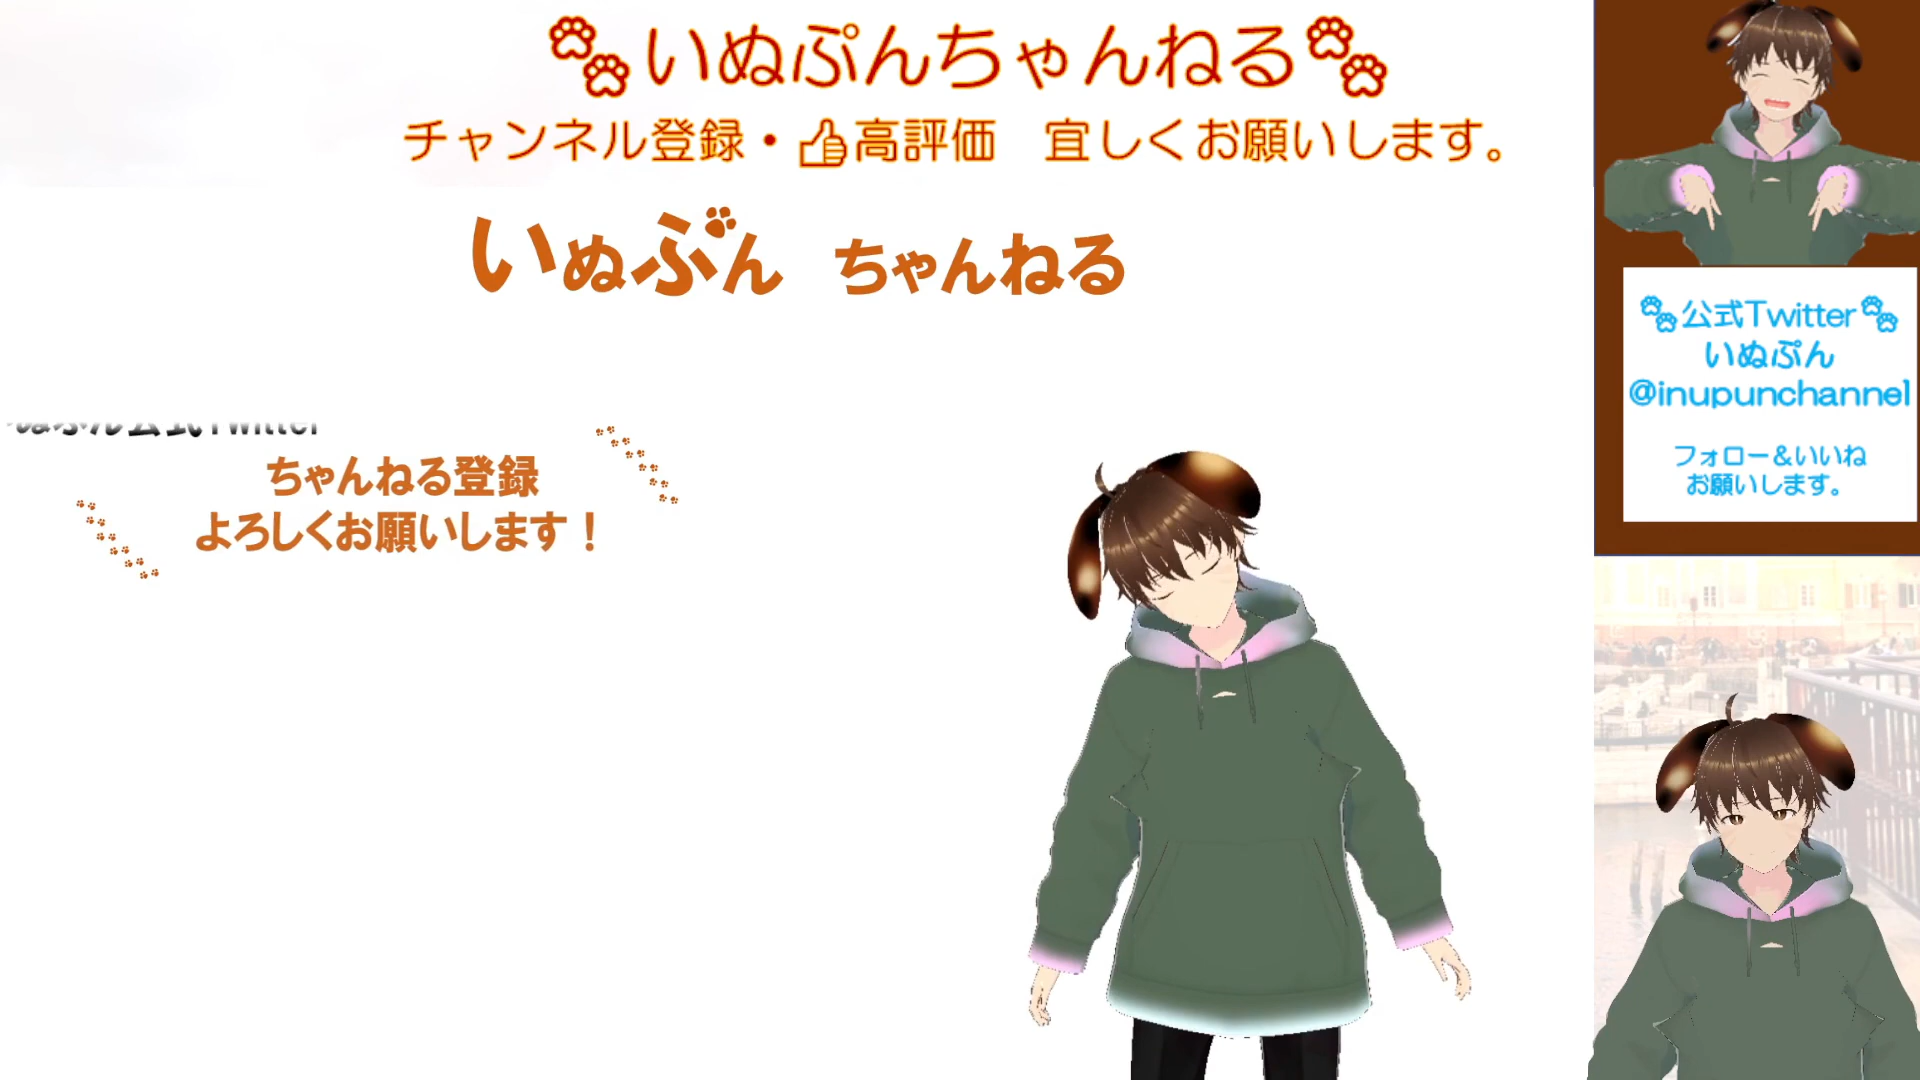 いぬぷんちゃんねる
チャンネル登録・👍高評価　宜しくお願いします。
いぬぷん ちゃんねる
ちゃんねる登録
よろしくお願いします！
公式Twitter
いぬぷん
@inupunchannel
フォロー＆いいね
お願いします。